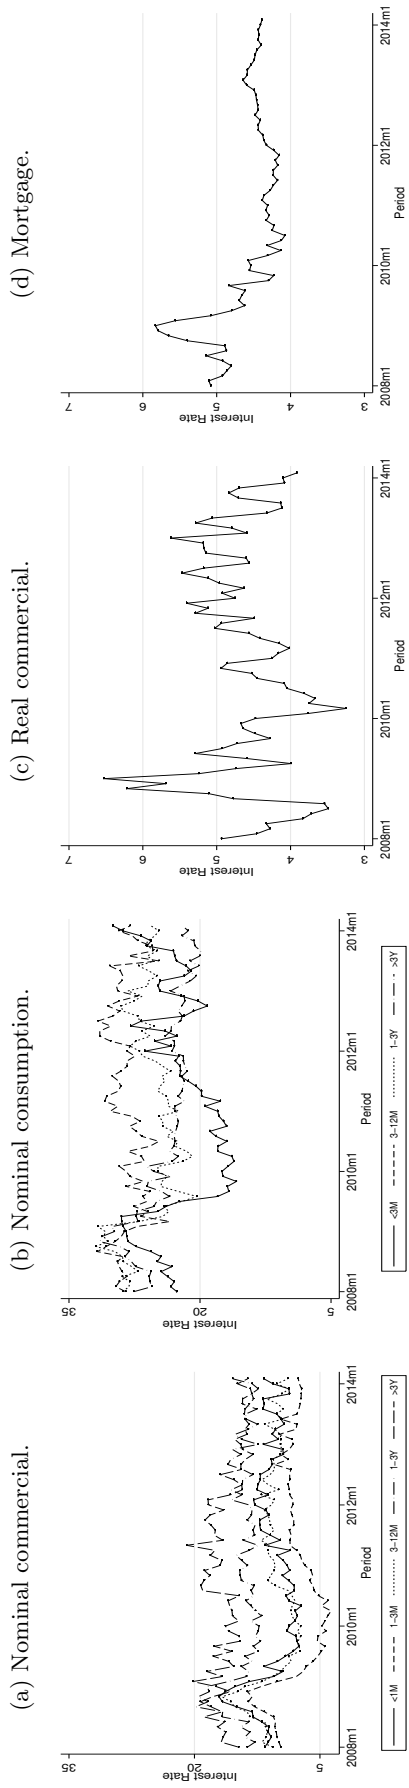 (a) Nominal commercial.
35
20
5
Interest Rate
2008m1
2010m1
2012m1
2014m1
Period
<1M
1−3M
3−12M
1−3Y
>3Y
(b) Nominal consumption.
35
20
5
Interest Rate
2008m1
2010m1
2012m1
2014m1
Period
<3M
3−12M
1−3Y
>3Y
(c) Real commercial.
7
6
5
4
3
Interest Rate
2008m1
2010m1
2012m1
2014m1
Period
(d) Mortgage.
7
6
5
4
3
Interest Rate
2008m1
2010m1
2012m1
2014m1
Period